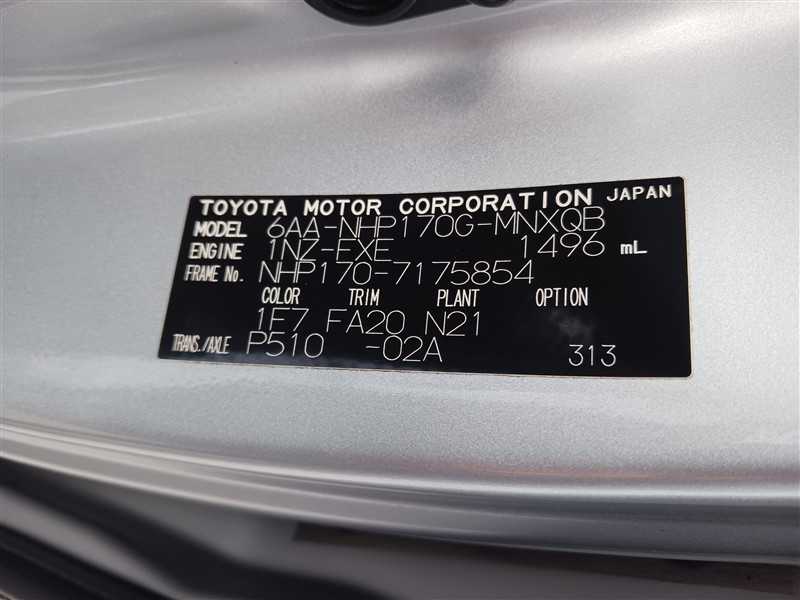 TOYOTA MOTOR CORPORATION JAPAN
MODEL 6AA-NHP170G-MNXQB
ENGINE 1NZ-FXE 1496 mL
FRAME No. NHP170-7175854
COLOR TRIM PLANT OPTION
1F7 FA20 N21
TRANS./AXLE P510 -02A 313